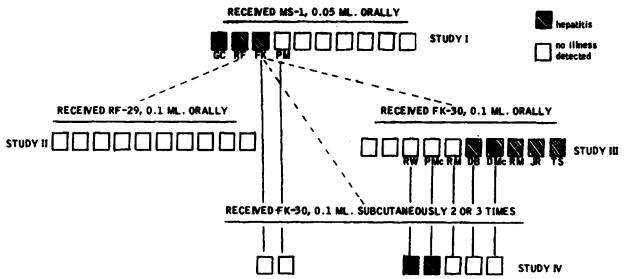 RECEIVED MS-1, 0.05 ML. ORALLY
hepatitis
STUDY I
no illness detected
GC RF FK PM
RECEIVED RF-29, 0.1 ML. ORALLY
RECEIVED FK-30, 0.1 ML. ORALLY
STUDY II
STUDY III
RW PMc RM DB DMc RM JR TS
RECEIVED FK-30, 0.1 ML. SUBCUTANEOUSLY 2 OR 3 TIMES
STUDY IV